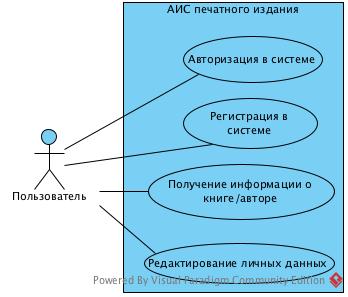 АИС печатного издания
Авторизация в системе
Регистрация в
системе
Пользователь
Получение информации о
книге/авторе
Редактирование личных данных
Powered By Visual Paradigm Community Edition